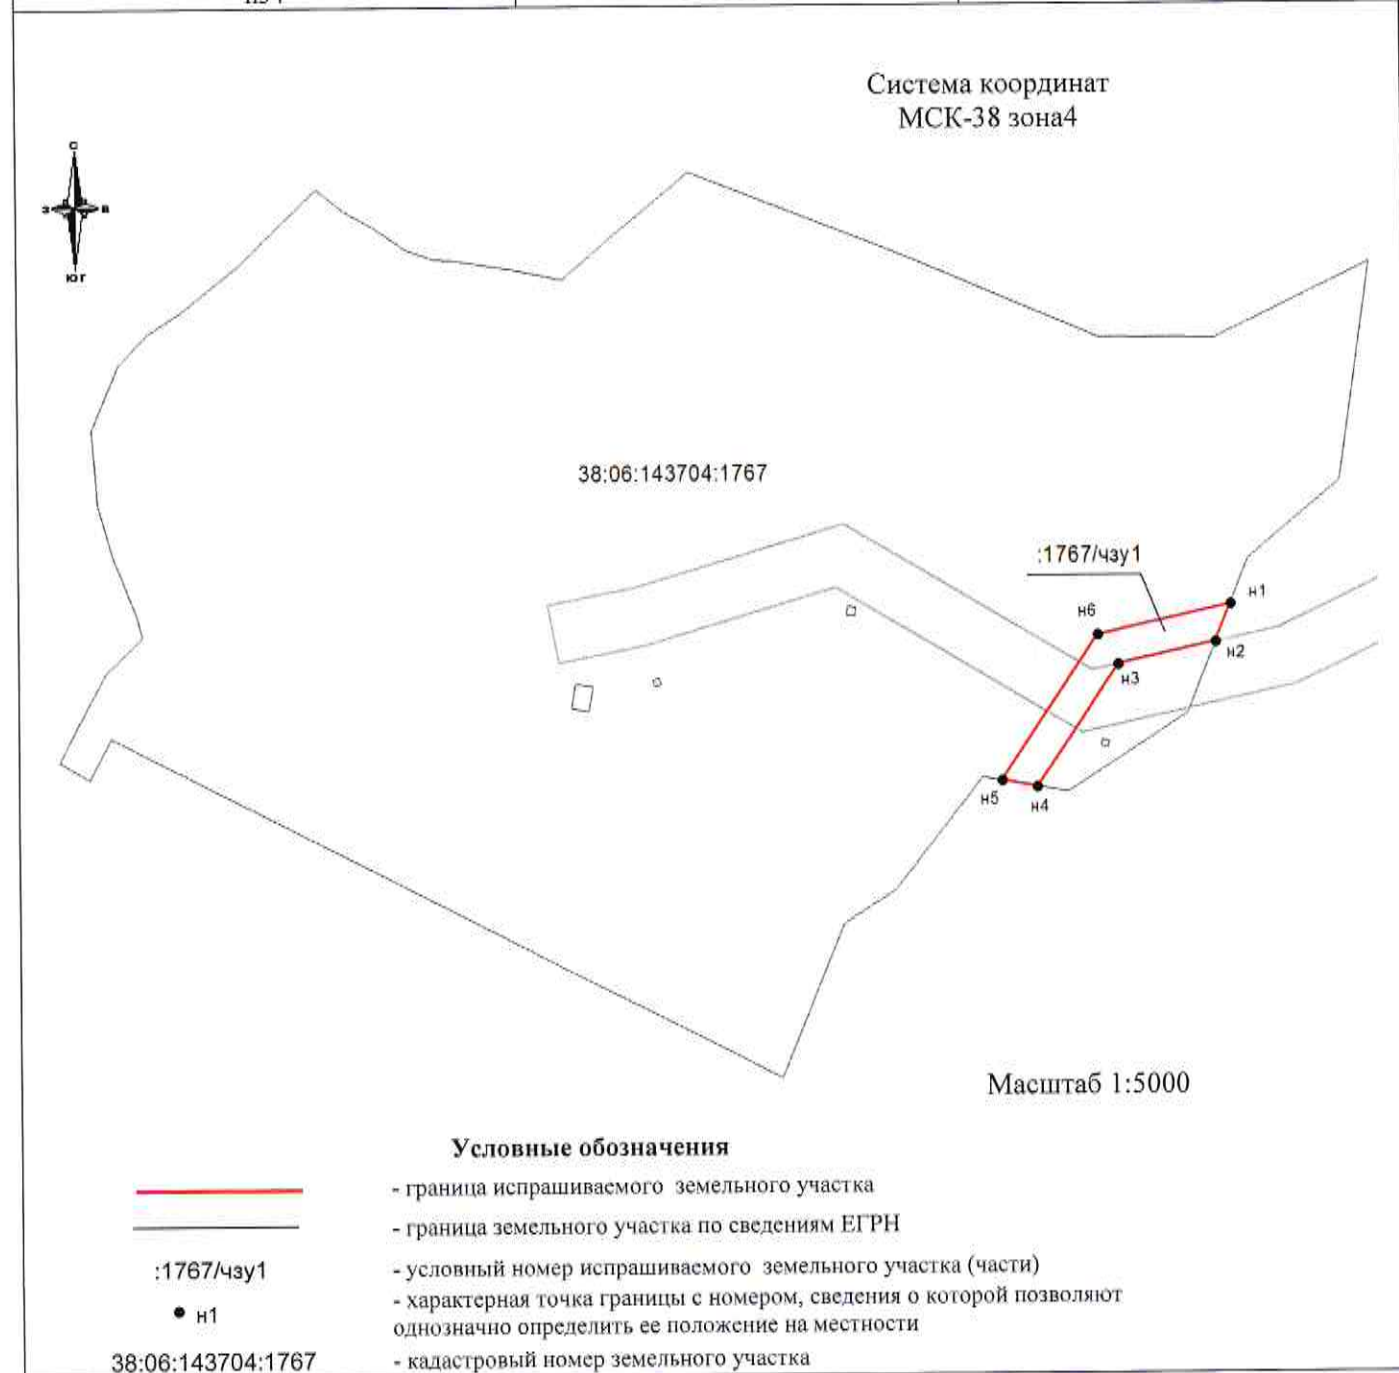 Система координат
МСК-38 зона4
С
З В
ЮГ
38:06:143704:1767
:1767/чзу1
н1
н6
н2
н3
н5
н4
Масштаб 1:5000
Условные обозначения
- граница испрашиваемого земельного участка
- граница земельного участка по сведениям ЕГРН
:1767/чзу1 - условный номер испрашиваемого земельного участка (части)
н1 - характерная точка границы с номером, сведения о которой позволяют
однозначно определить ее положение на местности
38:06:143704:1767 - кадастровый номер земельного участка